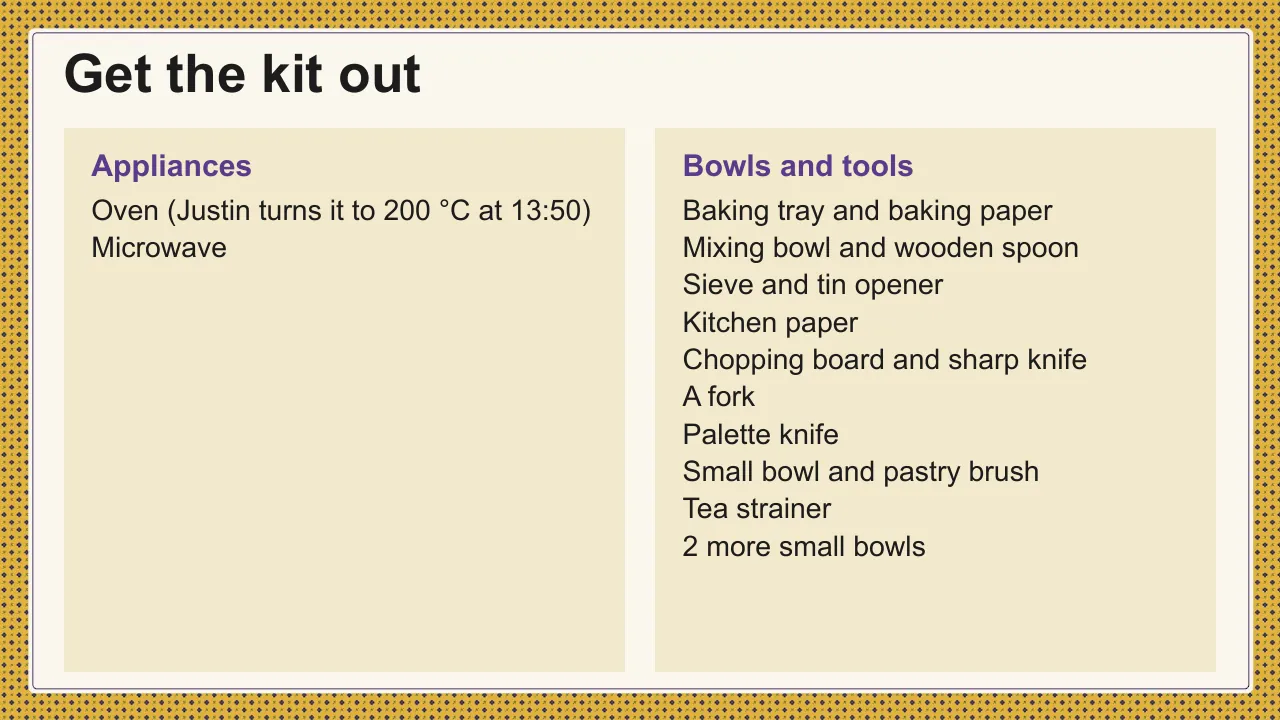 Get the kit out
Appliances
Oven (Justin turns it to 200 °C at 13:50)
Microwave
Bowls and tools
Baking tray and baking paper
Mixing bowl and wooden spoon
Sieve and tin opener
Kitchen paper
Chopping board and sharp knife
A fork
Palette knife
Small bowl and pastry brush
Tea strainer
2 more small bowls